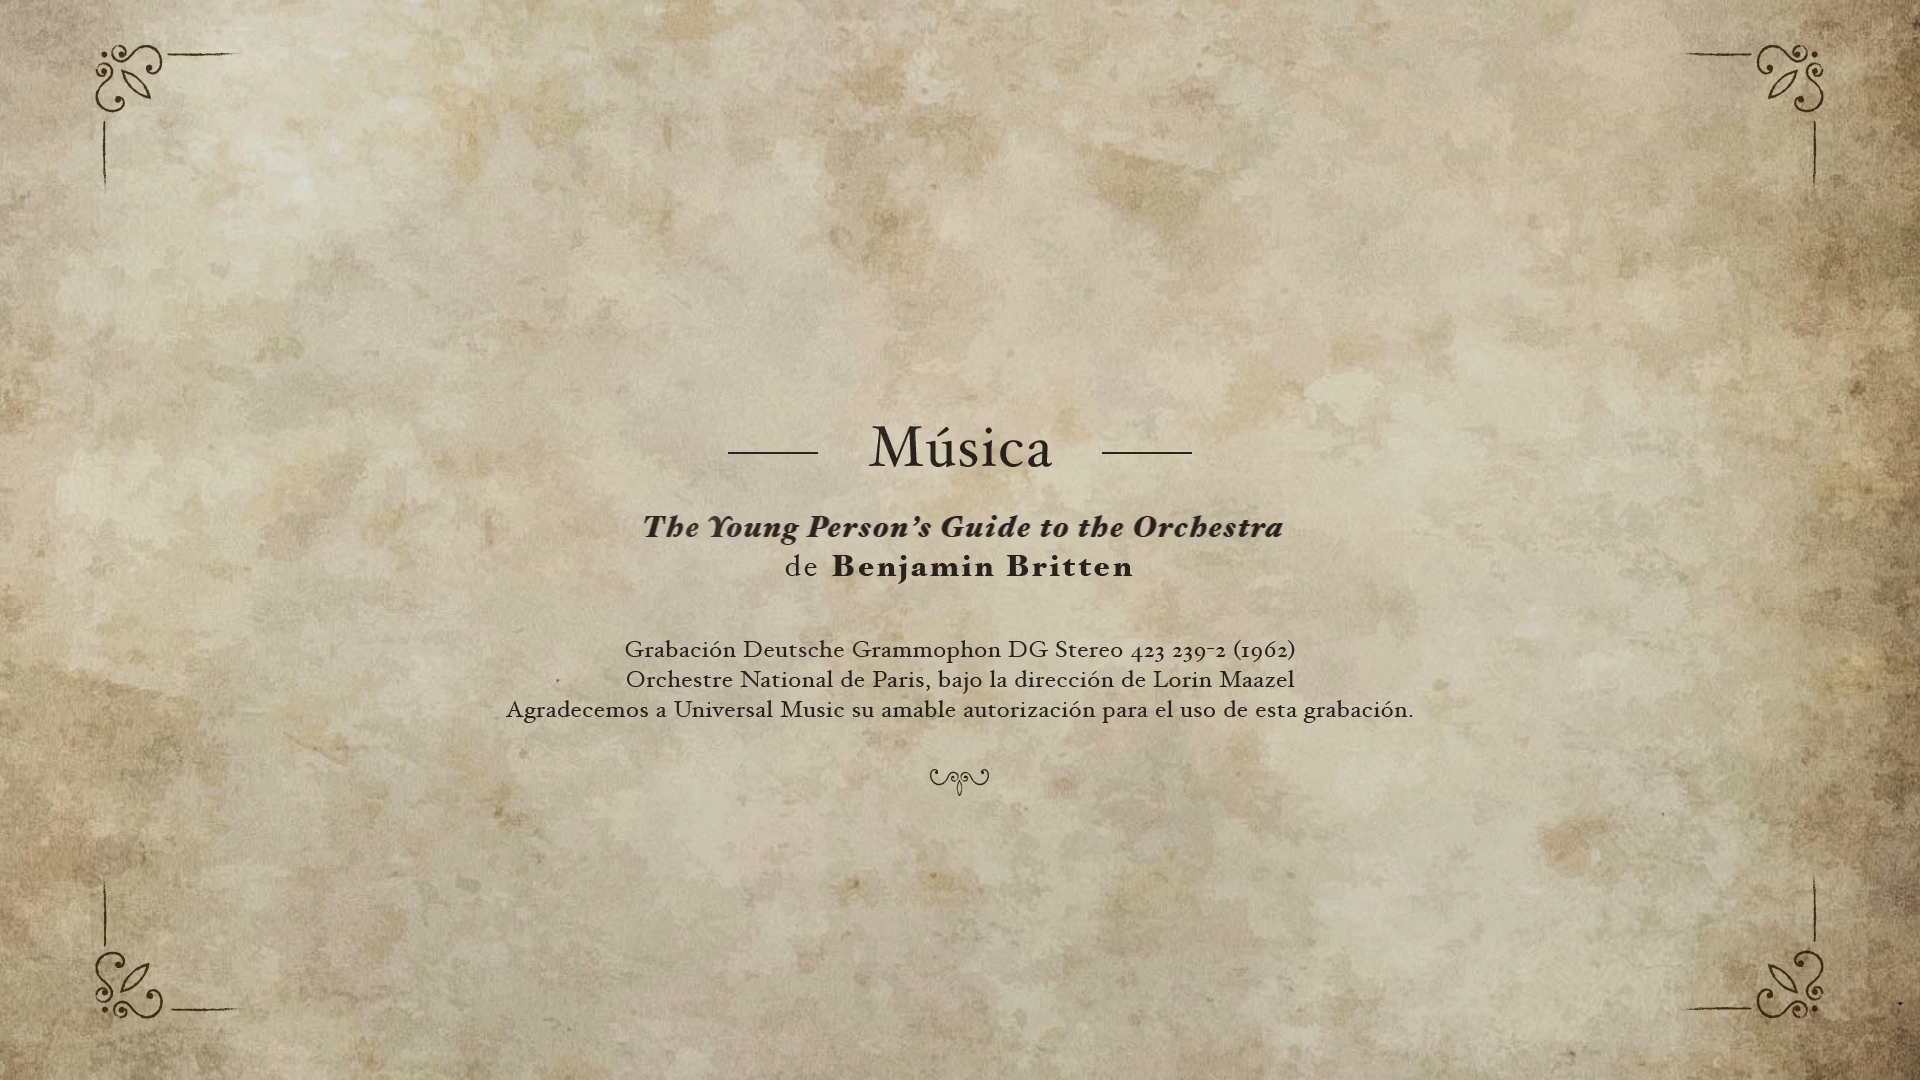 Música
The Young Person’s Guide to the Orchestra
de Benjamin Britten
Grabación Deutsche Grammophon DG Stereo 423 239-2 (1962)
Orchestre National de Paris, bajo la dirección de Lorin Maazel
Agradecemos a Universal Music su amable autorización para el uso de esta grabación.